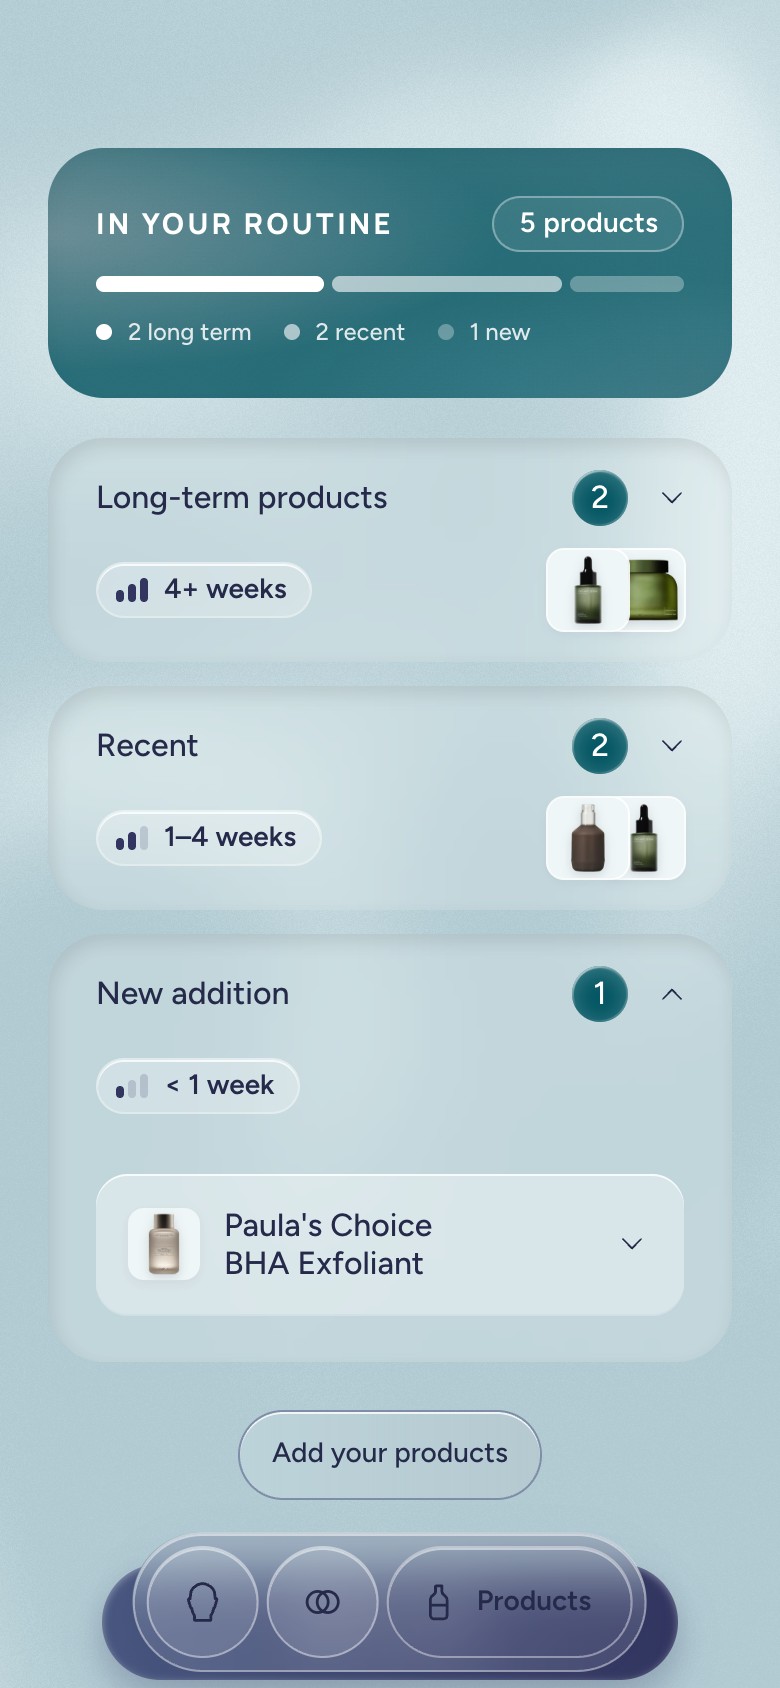 IN YOUR ROUTINE
5 products
2 long term
2 recent
1 new
Long-term products
2
4+ weeks
Recent
2
1–4 weeks
New addition
1
< 1 week
Paula's Choice
BHA Exfoliant
Add your products
Products